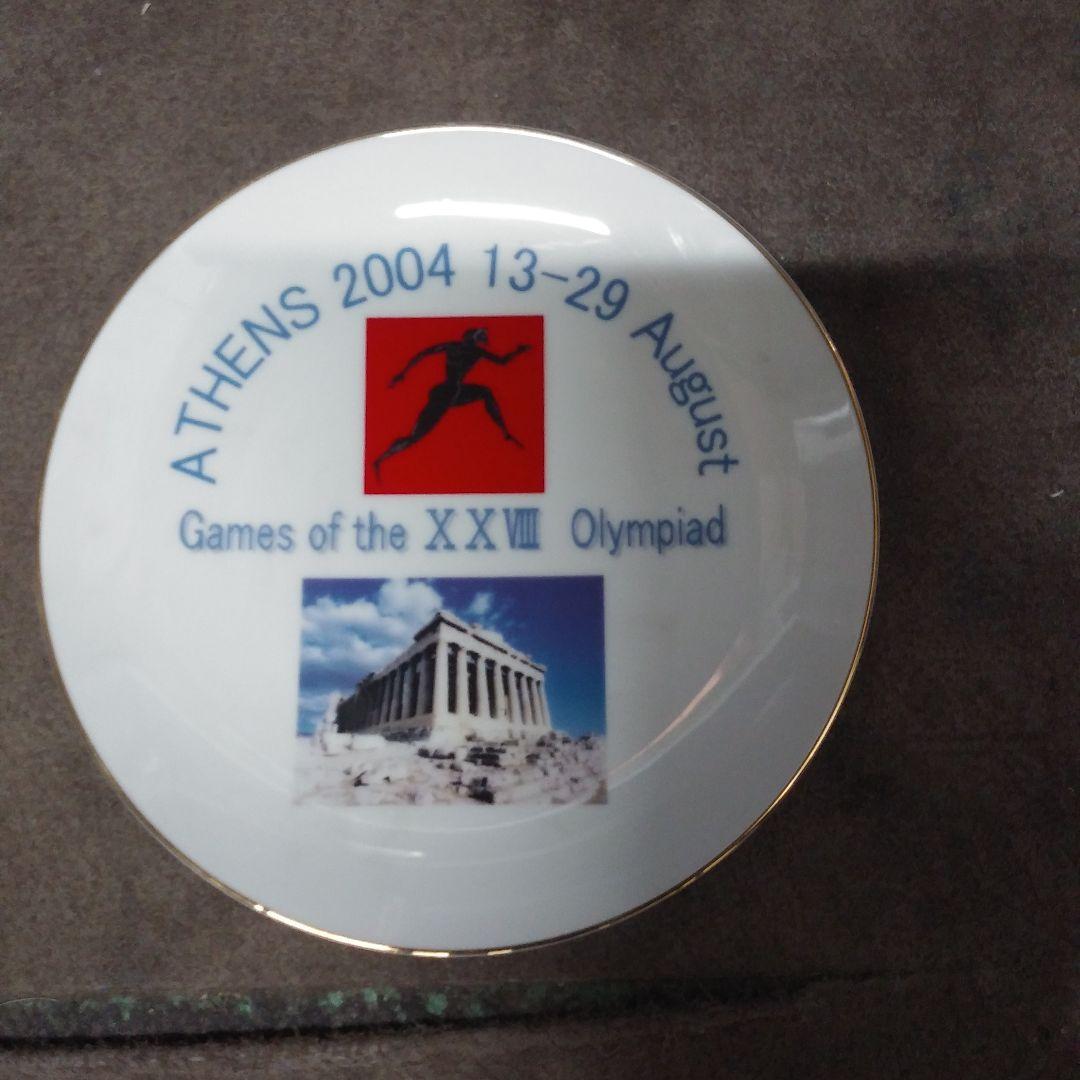 ATHENS 2004 13-29 August
Games of the XXVIII Olympiad